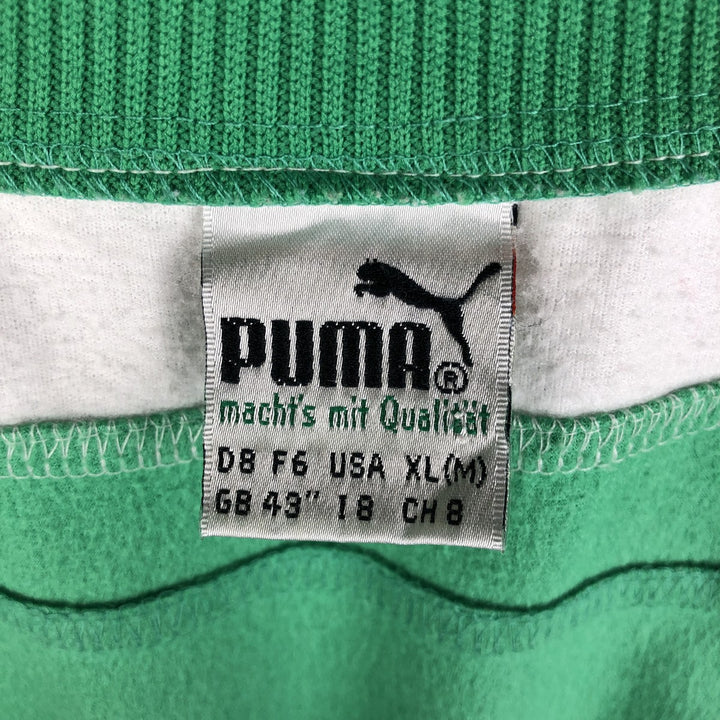 PUMA®
macht's mit Qualität
D8 F6 USA XL(M)
GB 43" I8 CH 8